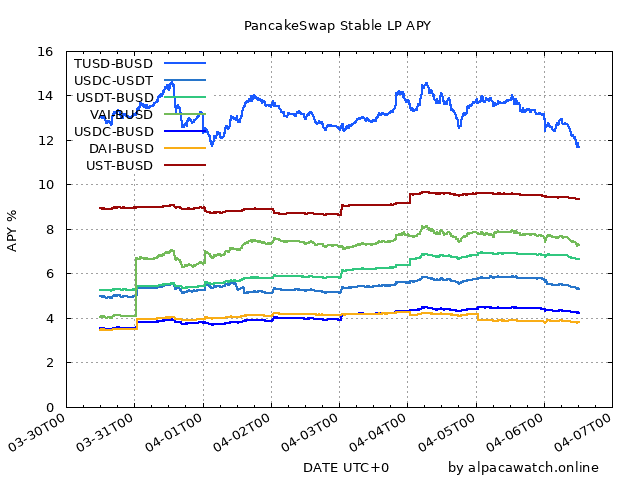 PancakeSwap Stable LP APY
16
14
12
10
8
6
4
2
0
APY %
TUSD-BUSD
USDC-USDT
USDT-BUSD
VAI-BUSD
USDC-BUSD
DAI-BUSD
UST-BUSD
03-30T00
03-31T00
04-01T00
04-02T00
04-03T00
04-04T00
04-05T00
04-06T00
04-07T00
DATE UTC+0
by alpacawatch.online